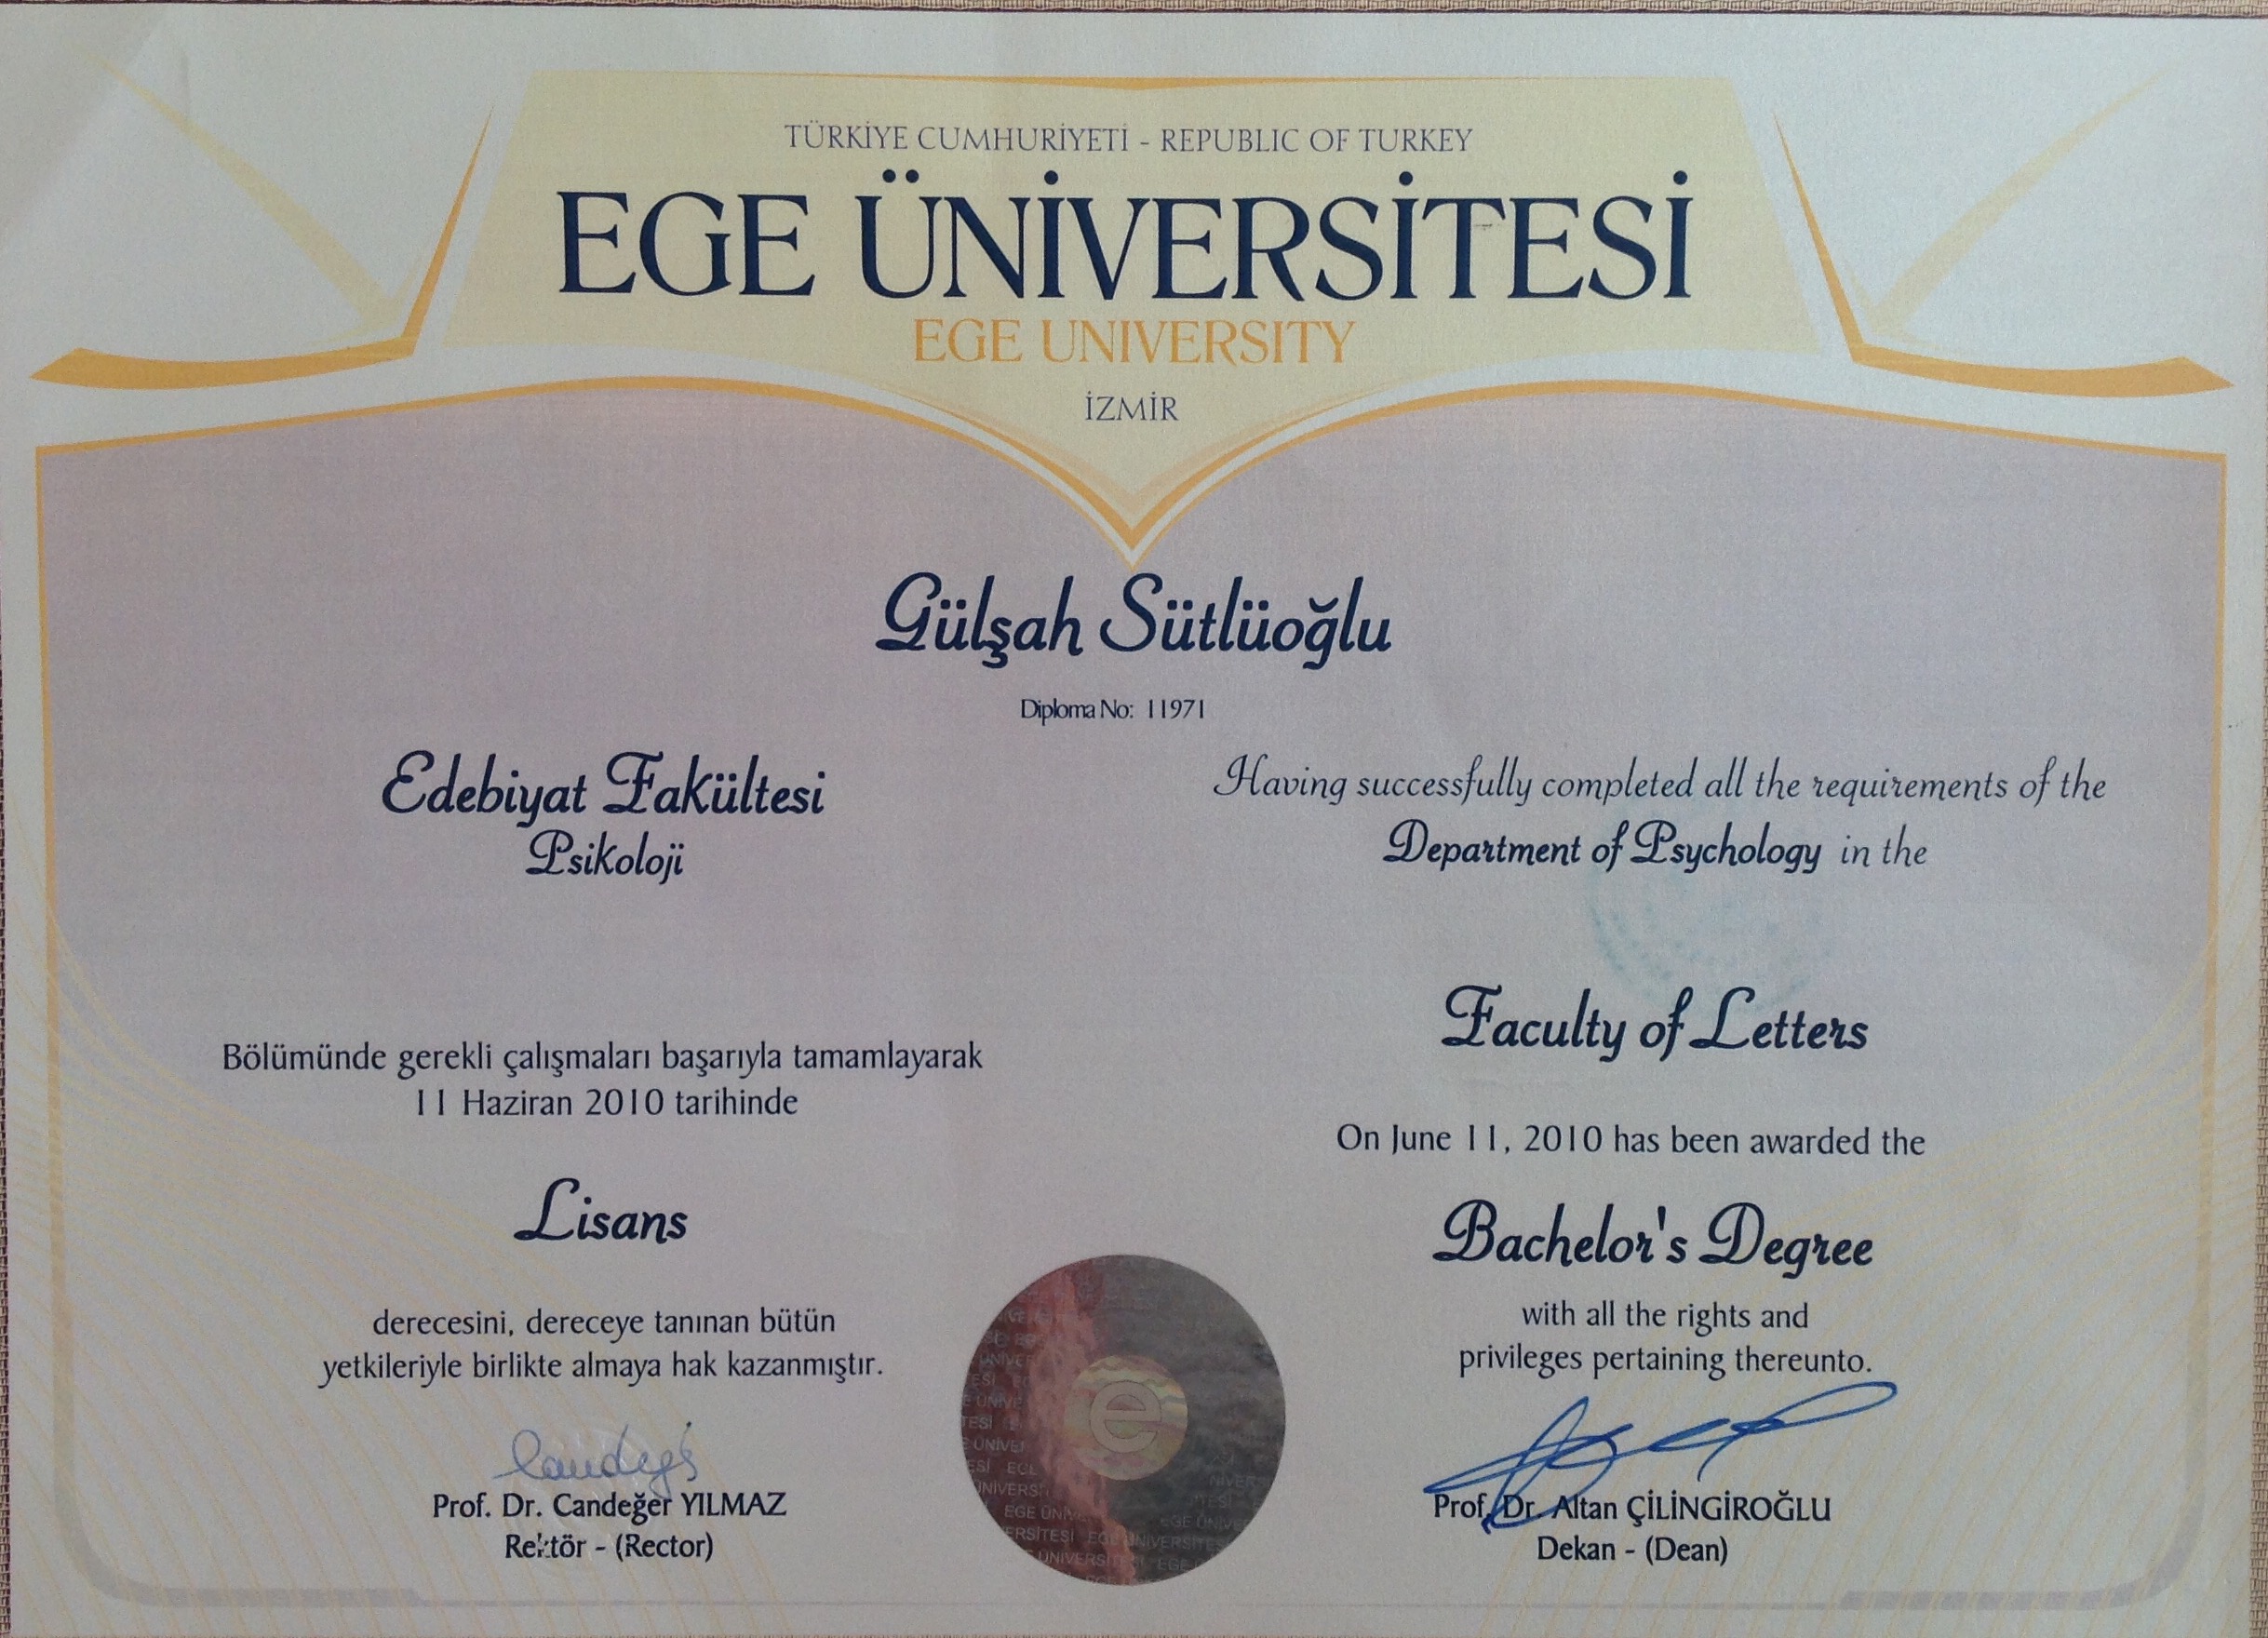 TÜRKİYE CUMHURİYETİ - REPUBLIC OF TURKEY
EGE ÜNİVERSİTESİ
EGE UNIVERSITY
İZMİR
Gülşah Sütlüoğlu
Diploma No: 11971
Edebiyat Fakültesi
Psikoloji
Bölümünde gerekli çalışmaları başarıyla tamamlayarak
11 Haziran 2010 tarihinde
Lisans
derecesini, dereceye tanınan bütün
yetkileriyle birlikte almaya hak kazanmıştır.
Prof. Dr. Candeğer YILMAZ
Rektör - (Rector)
Having successfully completed all the requirements of the
Department of Psychology in the
Faculty of Letters
On June 11, 2010 has been awarded the
Bachelor's Degree
with all the rights and
privileges pertaining thereunto.
Prof. Dr. Altan ÇİLİNGİROĞLU
Dekan - (Dean)
e